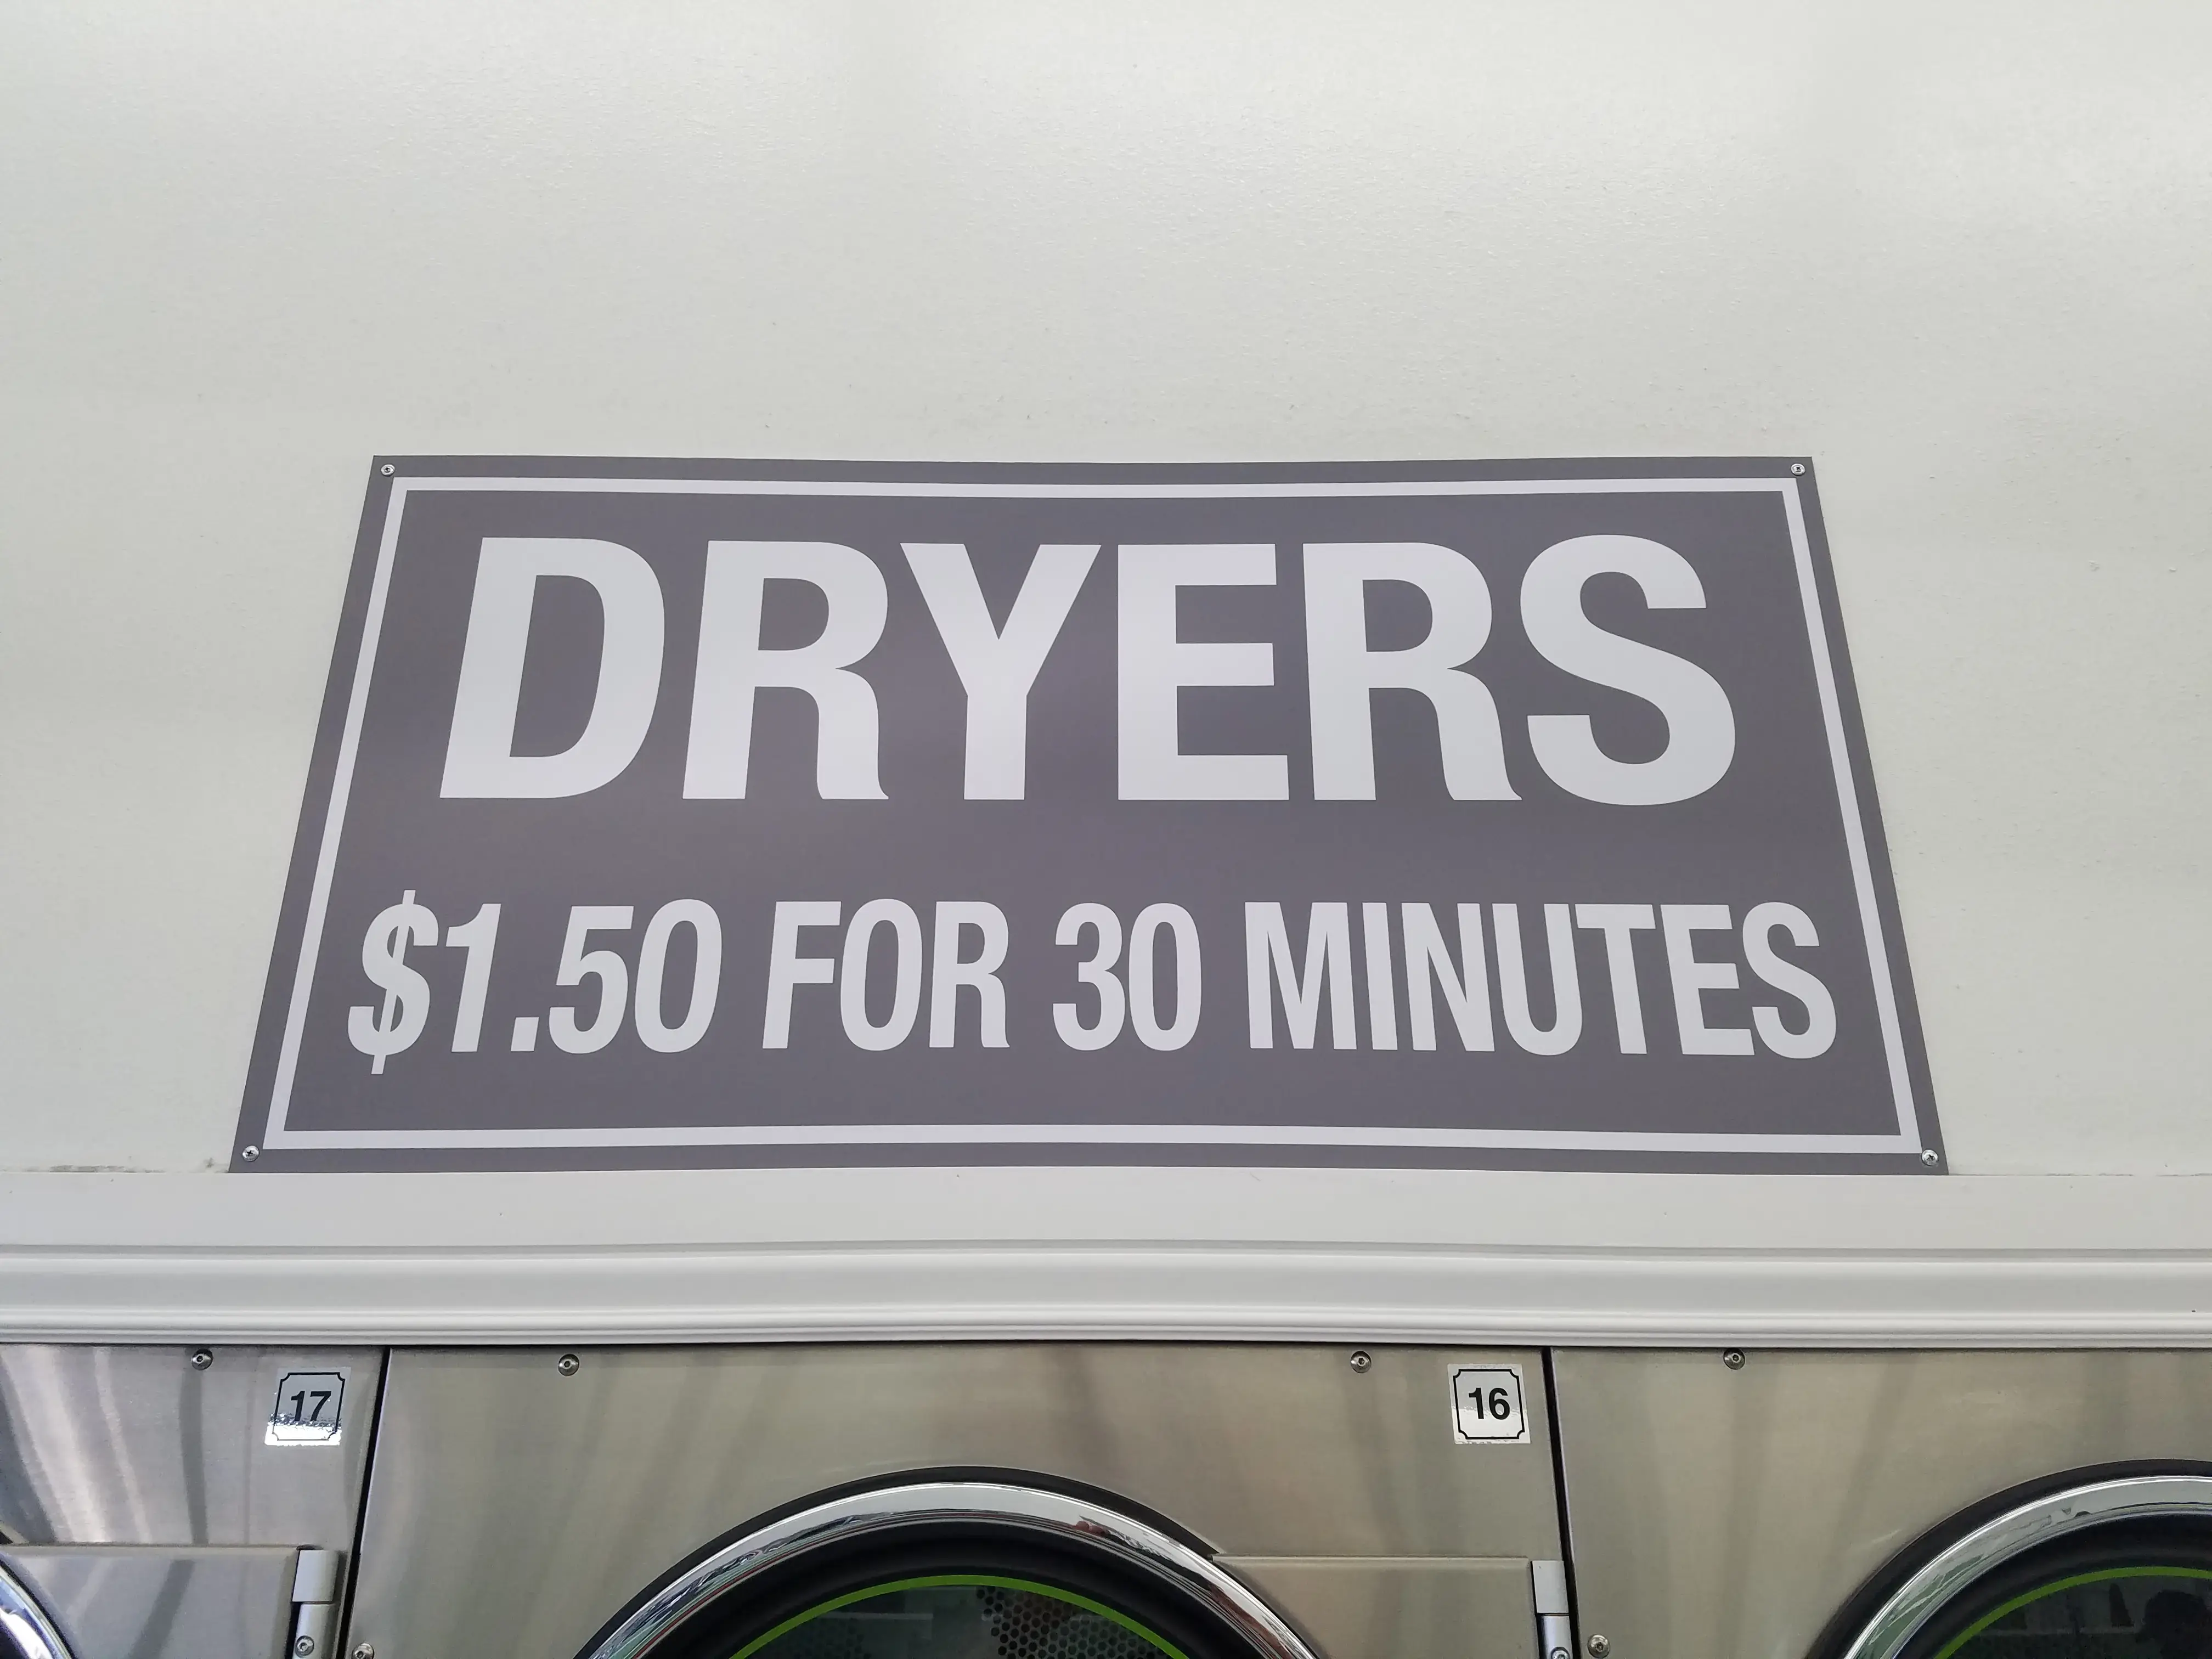 DRYERS
$1.50 FOR 30 MINUTES
17
16